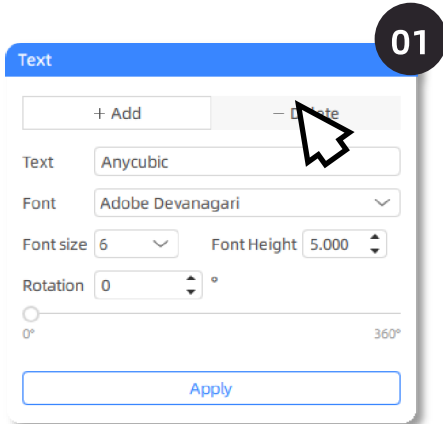 01
Text
+ Add — Delete
Text Anycubic
Font Adobe Devanagari
Font size 6 Font Height 5.000
Rotation 0 °
0° 360°
Apply